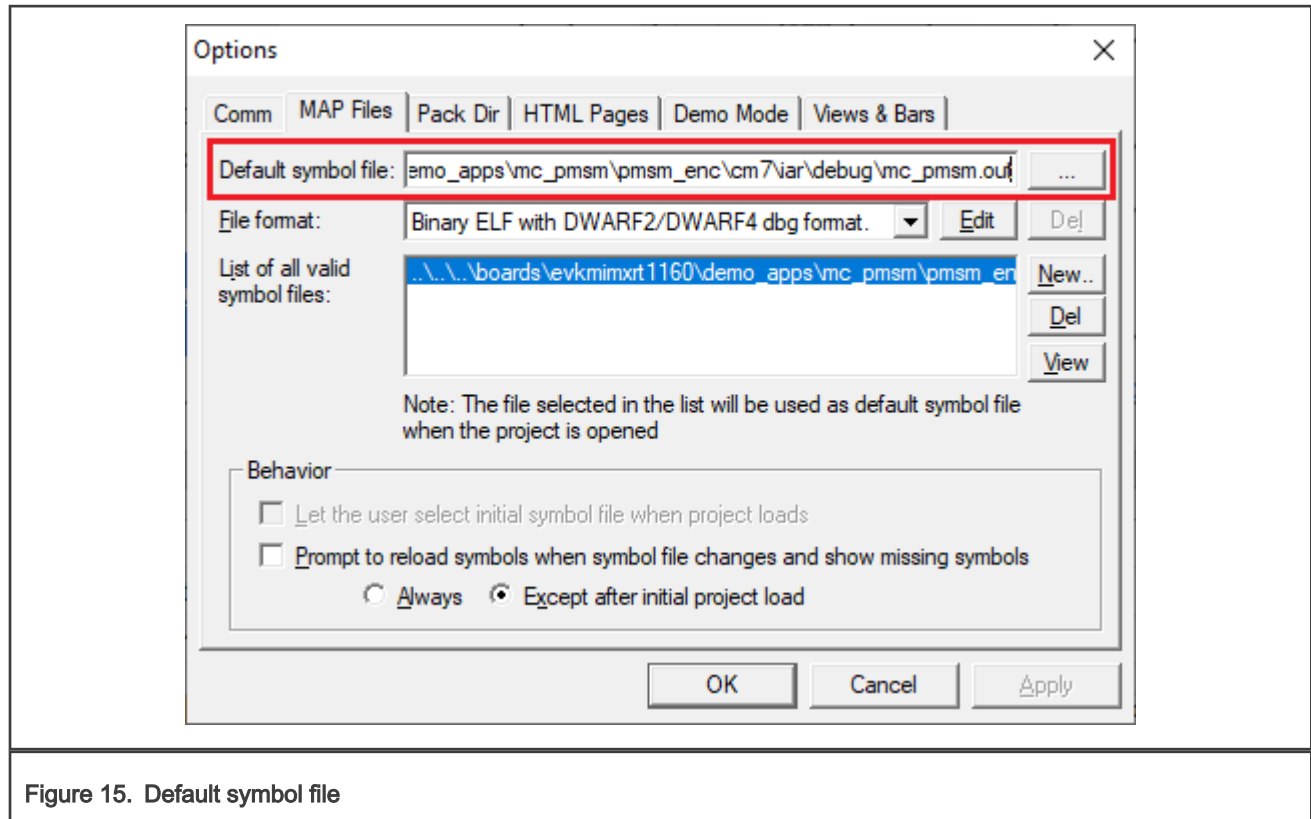 Options
Comm MAP Files Pack Dir HTML Pages Demo Mode Views & Bars
Default symbol file: emo_apps\mc_pmsm\pmsm_enc\cm7\iar\debug\mc_pmsm.out ...
File format: Binary ELF with DWARF2/DWARF4 dbg format. Edit Del
List of all valid
symbol files:
..\..\..\boards\evkmimxrt1160\demo_apps\mc_pmsm\pmsm_en
New..
Del
View
Note: The file selected in the list will be used as default symbol file
when the project is opened
Behavior
Let the user select initial symbol file when project loads
Prompt to reload symbols when symbol file changes and show missing symbols
Always Except after initial project load
OK Cancel Apply
Figure 15. Default symbol file